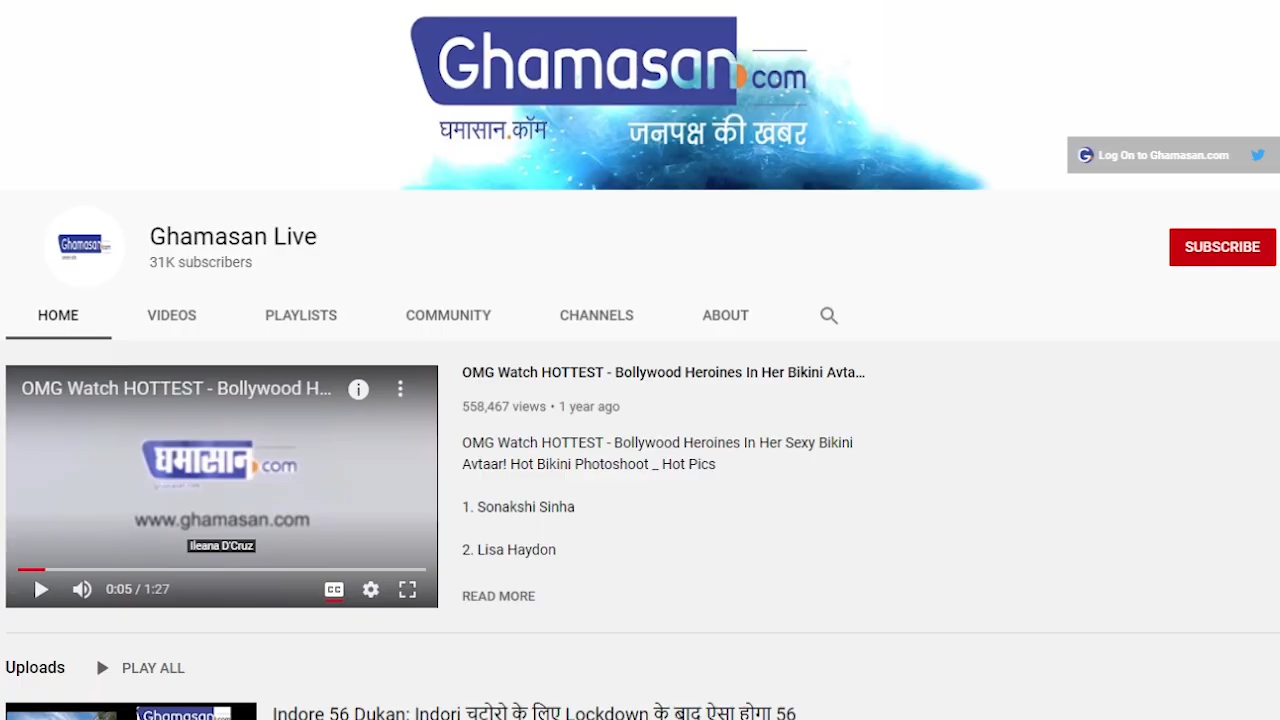 Ghamasan.com
घमासान.कॉम
जनपक्ष की खबर
Log On to Ghamasan.com
Ghamasan
Ghamasan Live
31K subscribers
SUBSCRIBE
HOME
VIDEOS
PLAYLISTS
COMMUNITY
CHANNELS
ABOUT
OMG Watch HOTTEST - Bollywood H...
घमासान.com
www.ghamasan.com
Ileana D'Cruz
0:05 / 1:27
CC
OMG Watch HOTTEST - Bollywood Heroines In Her Bikini Avta...
558,467 views • 1 year ago
OMG Watch HOTTEST - Bollywood Heroines In Her Sexy Bikini
Avtaar! Hot Bikini Photoshoot _ Hot Pics
1. Sonakshi Sinha
2. Lisa Haydon
READ MORE
Uploads
PLAY ALL
Ghamasan.com
Indore 56 Dukan: Indori चटोरो के लिए Lockdown के बाद ऐसा होगा 56